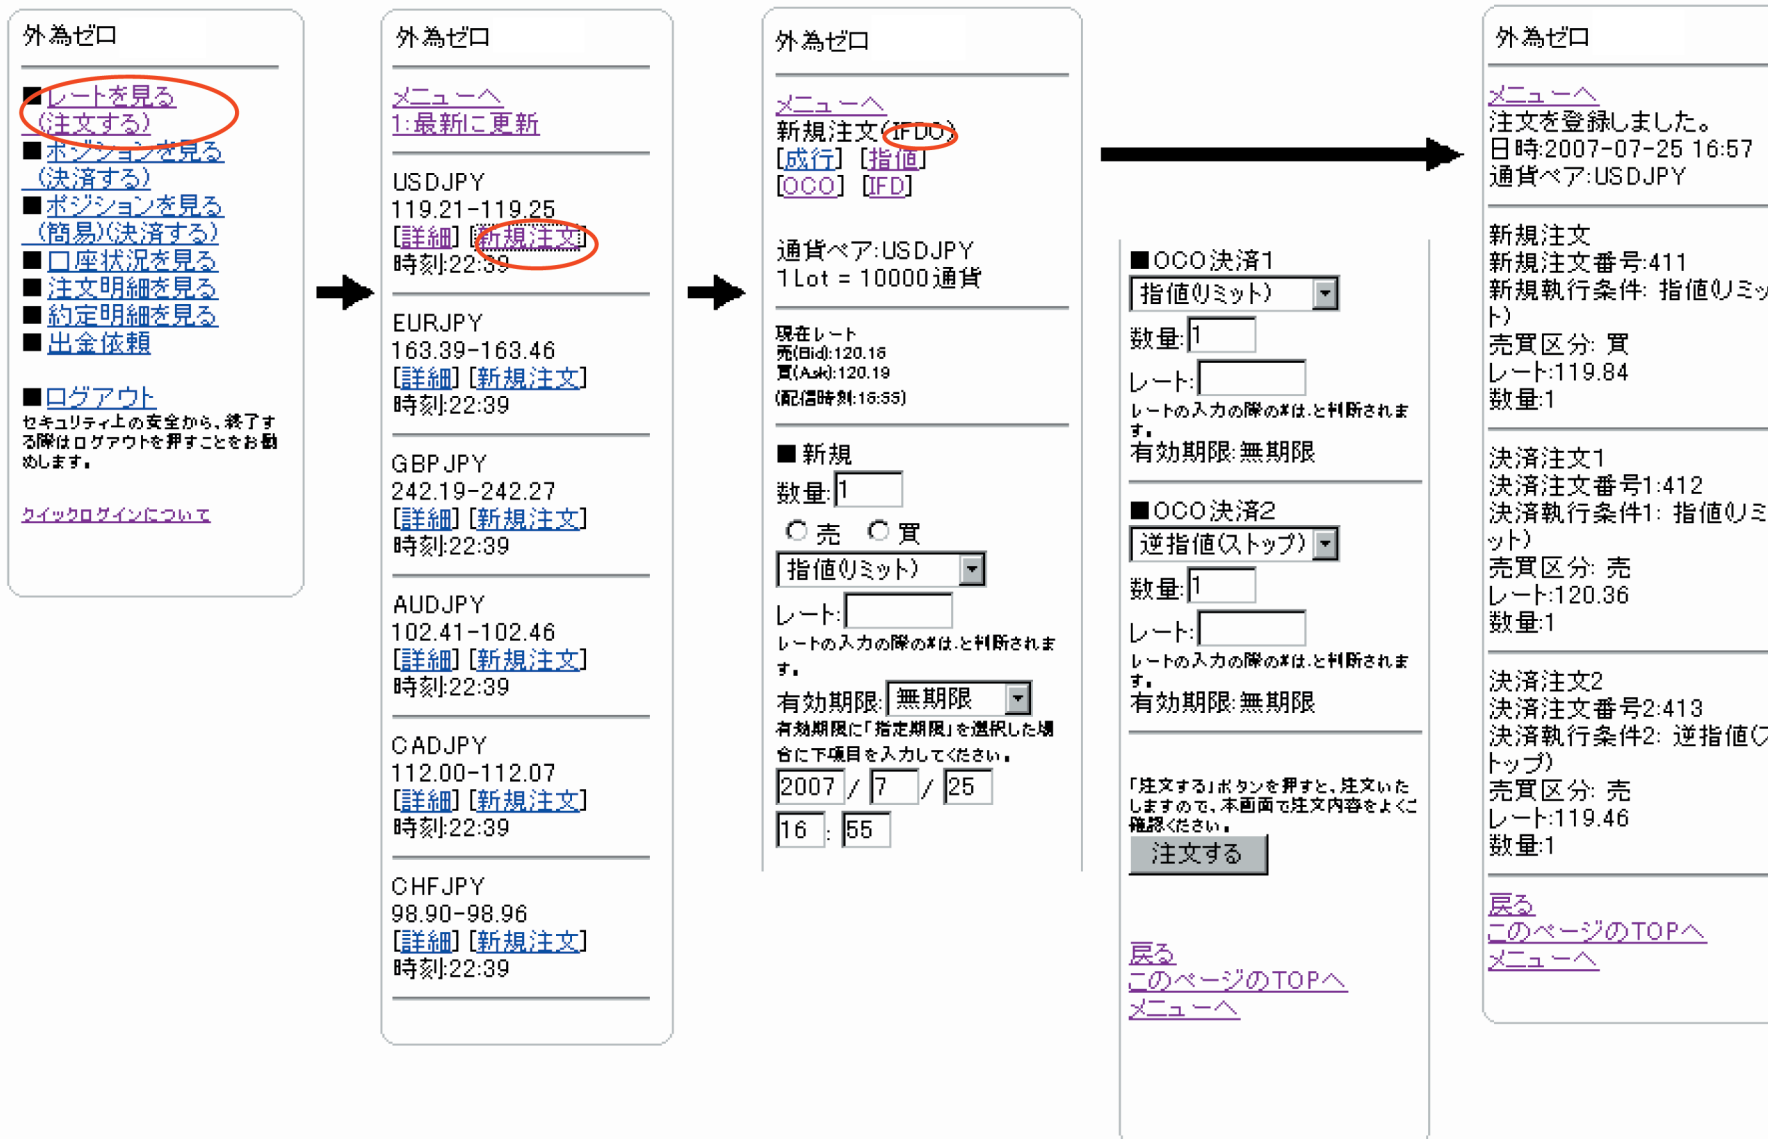 外為ゼロ
■レートを見る
(注文する)
■ポジションを見る
(決済する)
■ポジションを見る
(簡易)(決済する)
■口座状況を見る
■注文明細を見る
■約定明細を見る
■出金依頼
■ログアウト
セキュリティ上の安全から、終了す
る際はログアウトを押すことをお勧
めします。
クイックログインについて
外為ゼロ
メニューへ
1:最新に更新
USDJPY
119.21-119.25
[詳細] [新規注文]
時刻:22:39
EURJPY
163.39-163.46
[詳細] [新規注文]
時刻:22:39
GBPJPY
242.19-242.27
[詳細] [新規注文]
時刻:22:39
AUDJPY
102.41-102.46
[詳細] [新規注文]
時刻:22:39
CADJPY
112.00-112.07
[詳細] [新規注文]
時刻:22:39
CHFJPY
98.90-98.96
[詳細] [新規注文]
時刻:22:39
外為ゼロ
メニューへ
新規注文(IFDO)
[成行] [指値]
[OCO] [IFD]
通貨ペア:USDJPY
1Lot = 10000通貨
現在レート
売(Bid):120.16
買(Ask):120.19
(配信時刻:16:55)
■新規
数量:1
売 買
指値(リミット)
レート:
レートの入力の際の*は.と判断されま
す。
有効期限:無期限
有効期限に「指定期限」を選択した場
合に下項目を入力してください。
2007 / 7 / 25
16 : 55
■OCO決済1
指値(リミット)
数量:1
レート:
レートの入力の際の*は.と判断されま
す。
有効期限:無期限
■OCO決済2
逆指値(ストップ)
数量:1
レート:
レートの入力の際の*は.と判断されま
す。
有効期限:無期限
「注文する」ボタンを押すと、注文いた
しますので、本画面で注文内容をよくご
確認ください。
注文する
戻る
このページのTOPへ
メニューへ
外為ゼロ
メニューへ
注文を登録しました。
日時:2007-07-25 16:57
通貨ペア:USDJPY
新規注文
新規注文番号:411
新規執行条件: 指値(リミッ
ト)
売買区分: 買
レート:119.84
数量:1
決済注文1
決済注文番号1:412
決済執行条件1: 指値(リミ
ット)
売買区分: 売
レート:120.36
数量:1
決済注文2
決済注文番号2:413
決済執行条件2: 逆指値(ス
トップ)
売買区分: 売
レート:119.46
数量:1
戻る
このページのTOPへ
メニューへ